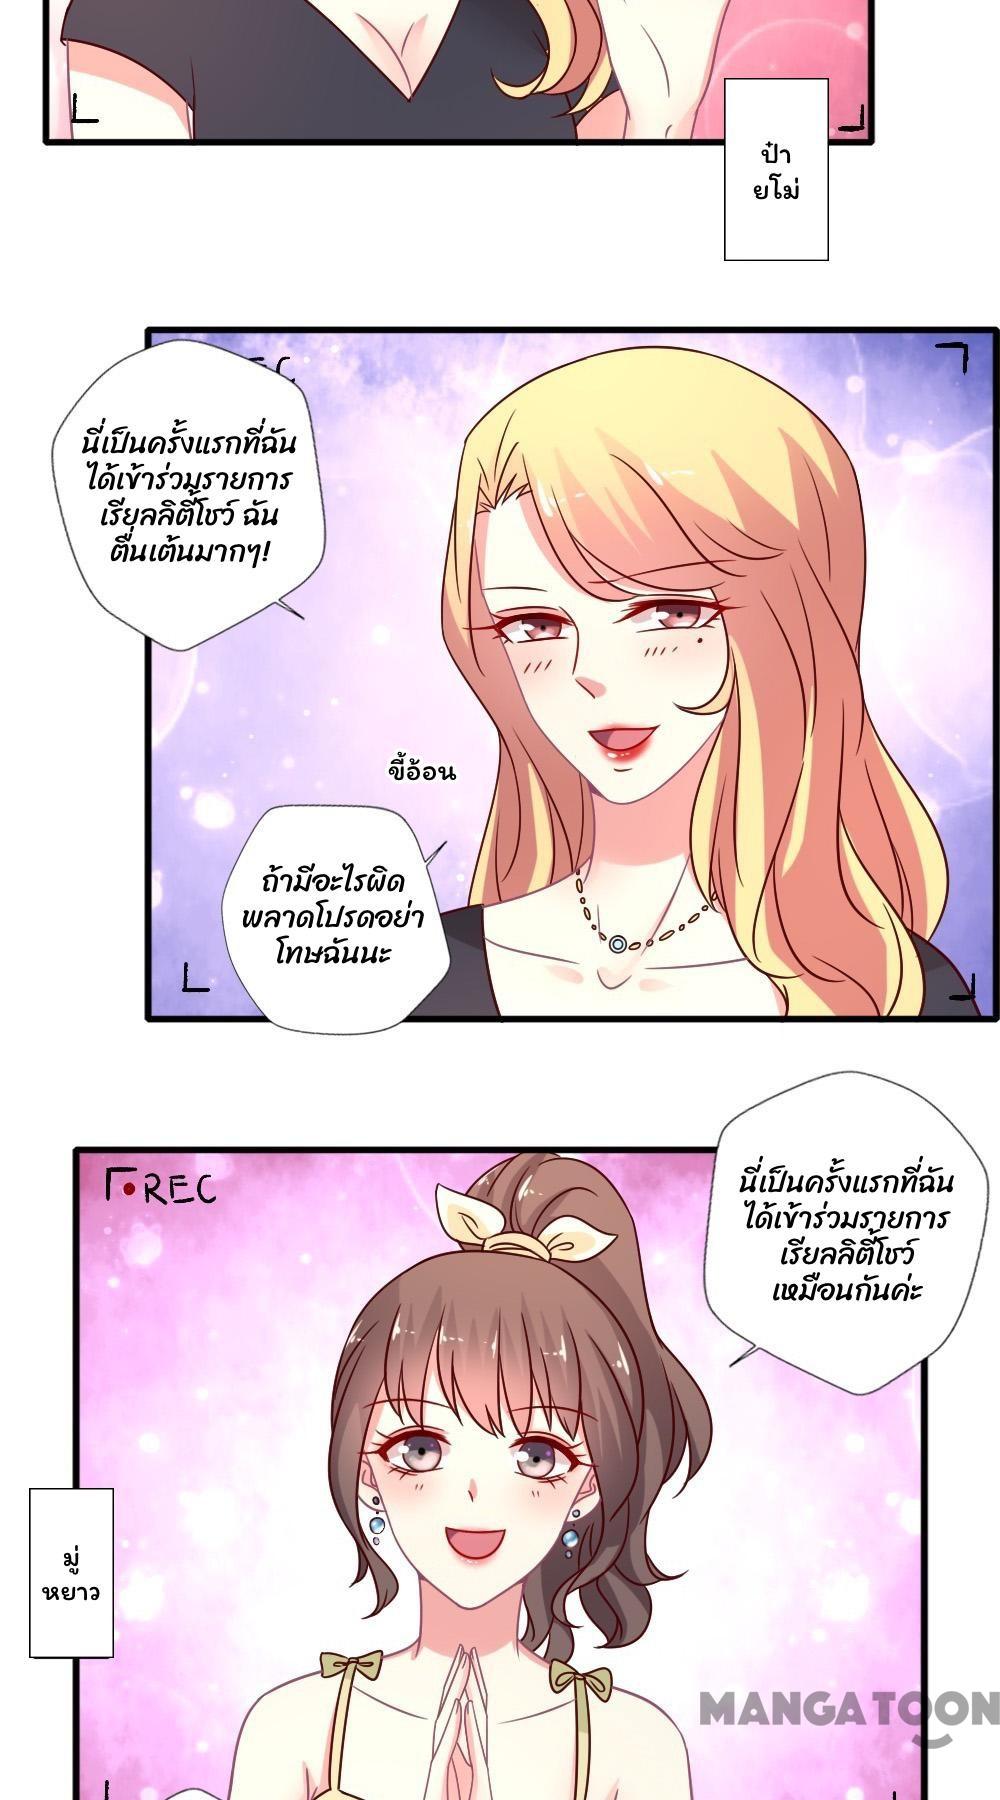 ป๋า
ยโม่
นี่เป็นครั้งแรกที่ฉัน
ได้เข้าร่วมรายการ
เรียลลิตี้โชว์ ฉัน
ตื่นเต้นมากๆ!
ขี้อ้อน
ถ้ามีอะไรผิด
พลาดโปรดอย่า
โทษฉันนะ
REC
นี่เป็นครั้งแรกที่ฉัน
ได้เข้าร่วมรายการ
เรียลลิตี้โชว์
เหมือนกันค่ะ
มู่
หยาว
MANGATOON